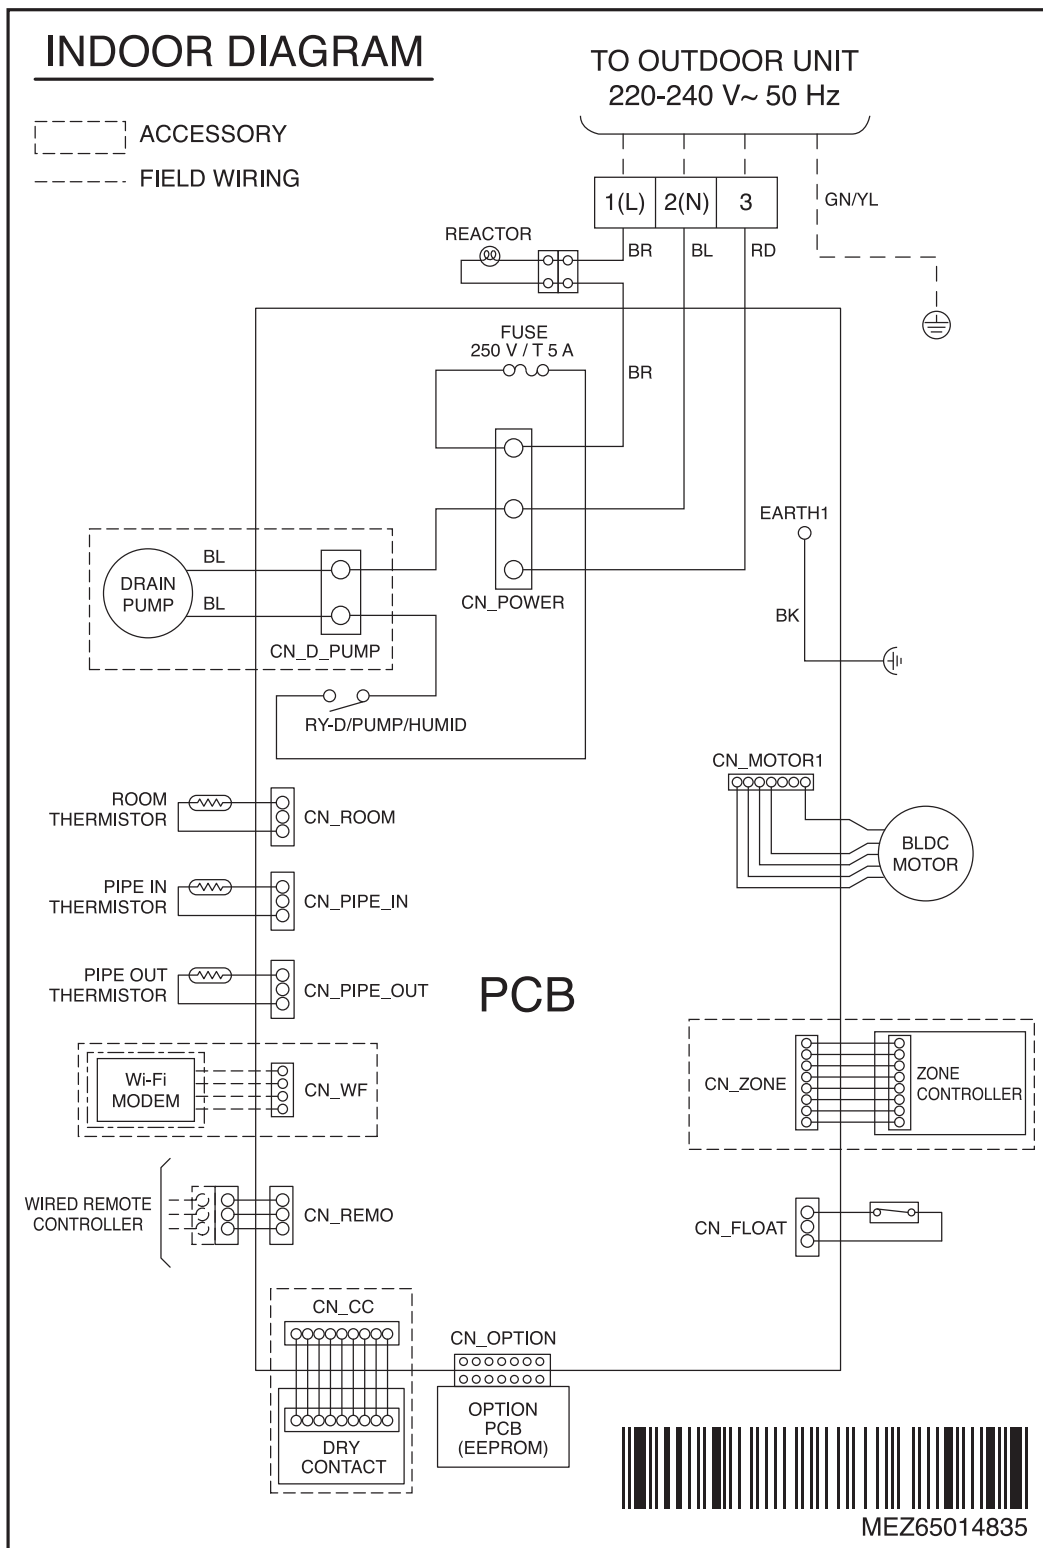 INDOOR DIAGRAM
ACCESSORY
FIELD WIRING
TO OUTDOOR UNIT
220-240 V~ 50 Hz
1(L)
2(N)
3
GN/YL
REACTOR
BR
BL
RD
FUSE
250 V / T 5 A
BR
EARTH1
BK
CN_POWER
DRAIN
PUMP
BL
BL
CN_D_PUMP
RY-D/PUMP/HUMID
CN_MOTOR1
BLDC
MOTOR
ROOM
THERMISTOR
CN_ROOM
PIPE IN
THERMISTOR
CN_PIPE_IN
PIPE OUT
THERMISTOR
CN_PIPE_OUT
PCB
Wi-Fi
MODEM
CN_WF
CN_ZONE
ZONE
CONTROLLER
WIRED REMOTE
CONTROLLER
CN_REMO
CN_FLOAT
CN_CC
DRY
CONTACT
CN_OPTION
OPTION
PCB
(EEPROM)
MEZ65014835